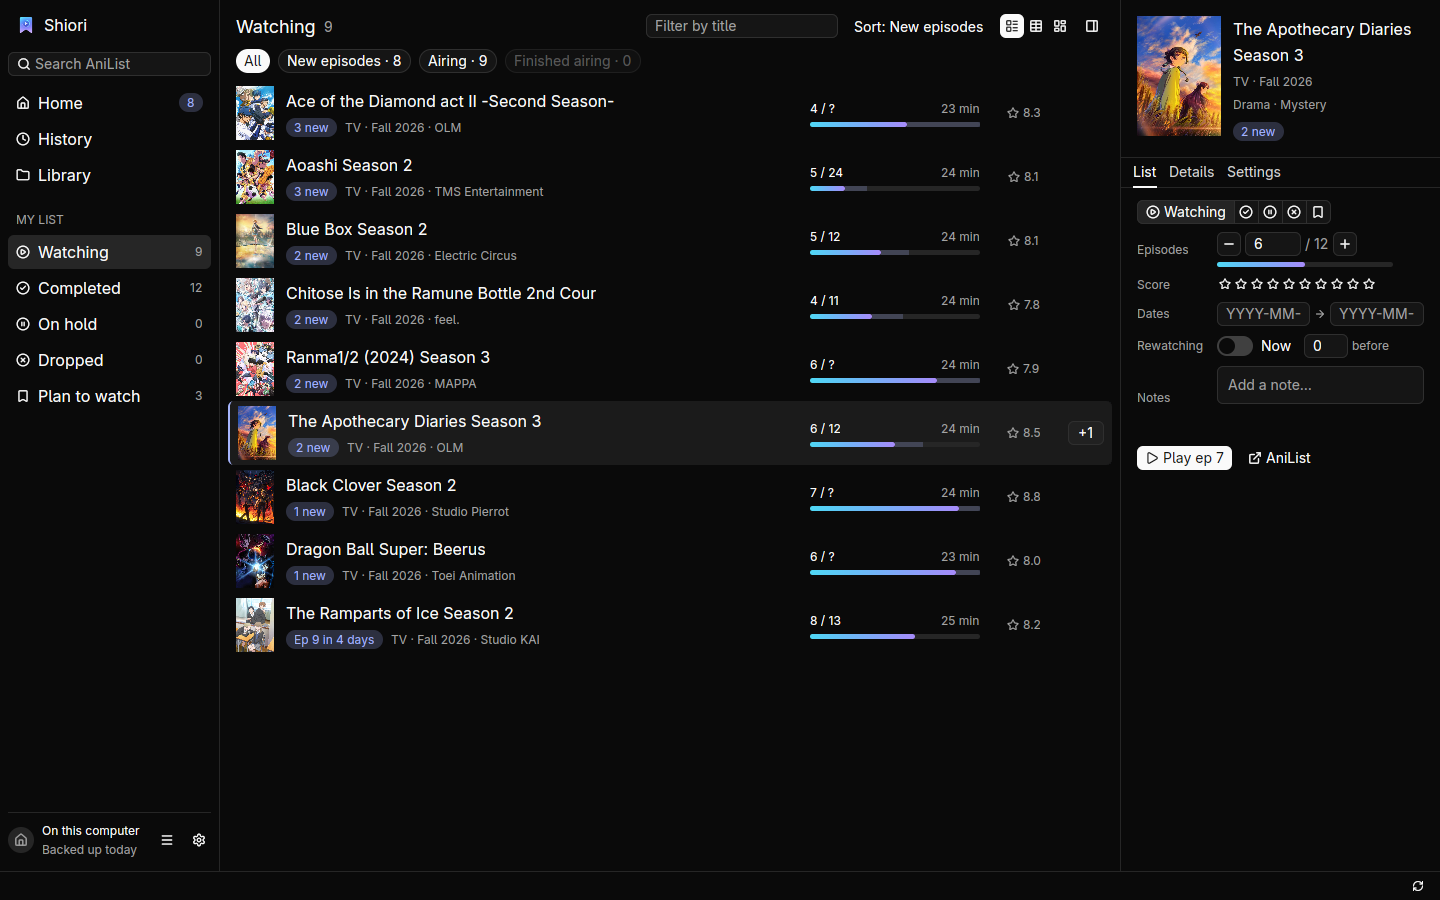 Shiori
Search AniList
Home 8
History
Library
MY LIST
Watching 9
Completed 12
On hold 0
Dropped 0
Plan to watch 3
On this computer
Backed up today
Watching 9
Filter by title
Sort: New episodes
All
New episodes · 8
Airing · 9
Finished airing · 0
Ace of the Diamond act II -Second Season-
3 new TV · Fall 2026 · OLM
4 / ? 23 min
8.3
Aoashi Season 2
3 new TV · Fall 2026 · TMS Entertainment
5 / 24 24 min
8.1
Blue Box Season 2
2 new TV · Fall 2026 · Electric Circus
5 / 12 24 min
8.1
Chitose Is in the Ramune Bottle 2nd Cour
2 new TV · Fall 2026 · feel.
4 / 11 24 min
7.8
Ranma1/2 (2024) Season 3
2 new TV · Fall 2026 · MAPPA
6 / ? 24 min
7.9
The Apothecary Diaries Season 3
2 new TV · Fall 2026 · OLM
6 / 12 24 min
8.5
+1
Black Clover Season 2
1 new TV · Fall 2026 · Studio Pierrot
7 / ? 24 min
8.8
Dragon Ball Super: Beerus
1 new TV · Fall 2026 · Toei Animation
6 / ? 23 min
8.0
The Ramparts of Ice Season 2
Ep 9 in 4 days TV · Fall 2026 · Studio KAI
8 / 13 25 min
8.2
The Apothecary Diaries
Season 3
TV · Fall 2026
Drama · Mystery
2 new
List Details Settings
Watching
Episodes 6 / 12
Score
Dates YYYY-MM- → YYYY-MM-
Rewatching Now 0 before
Notes Add a note...
Play ep 7 AniList